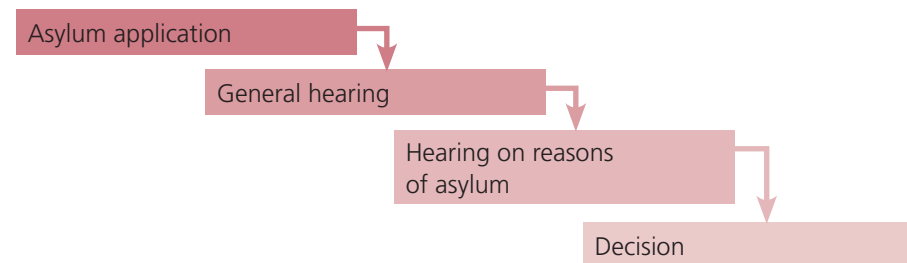 Asylum application
General hearing
Hearing on reasons
of asylum
Decision